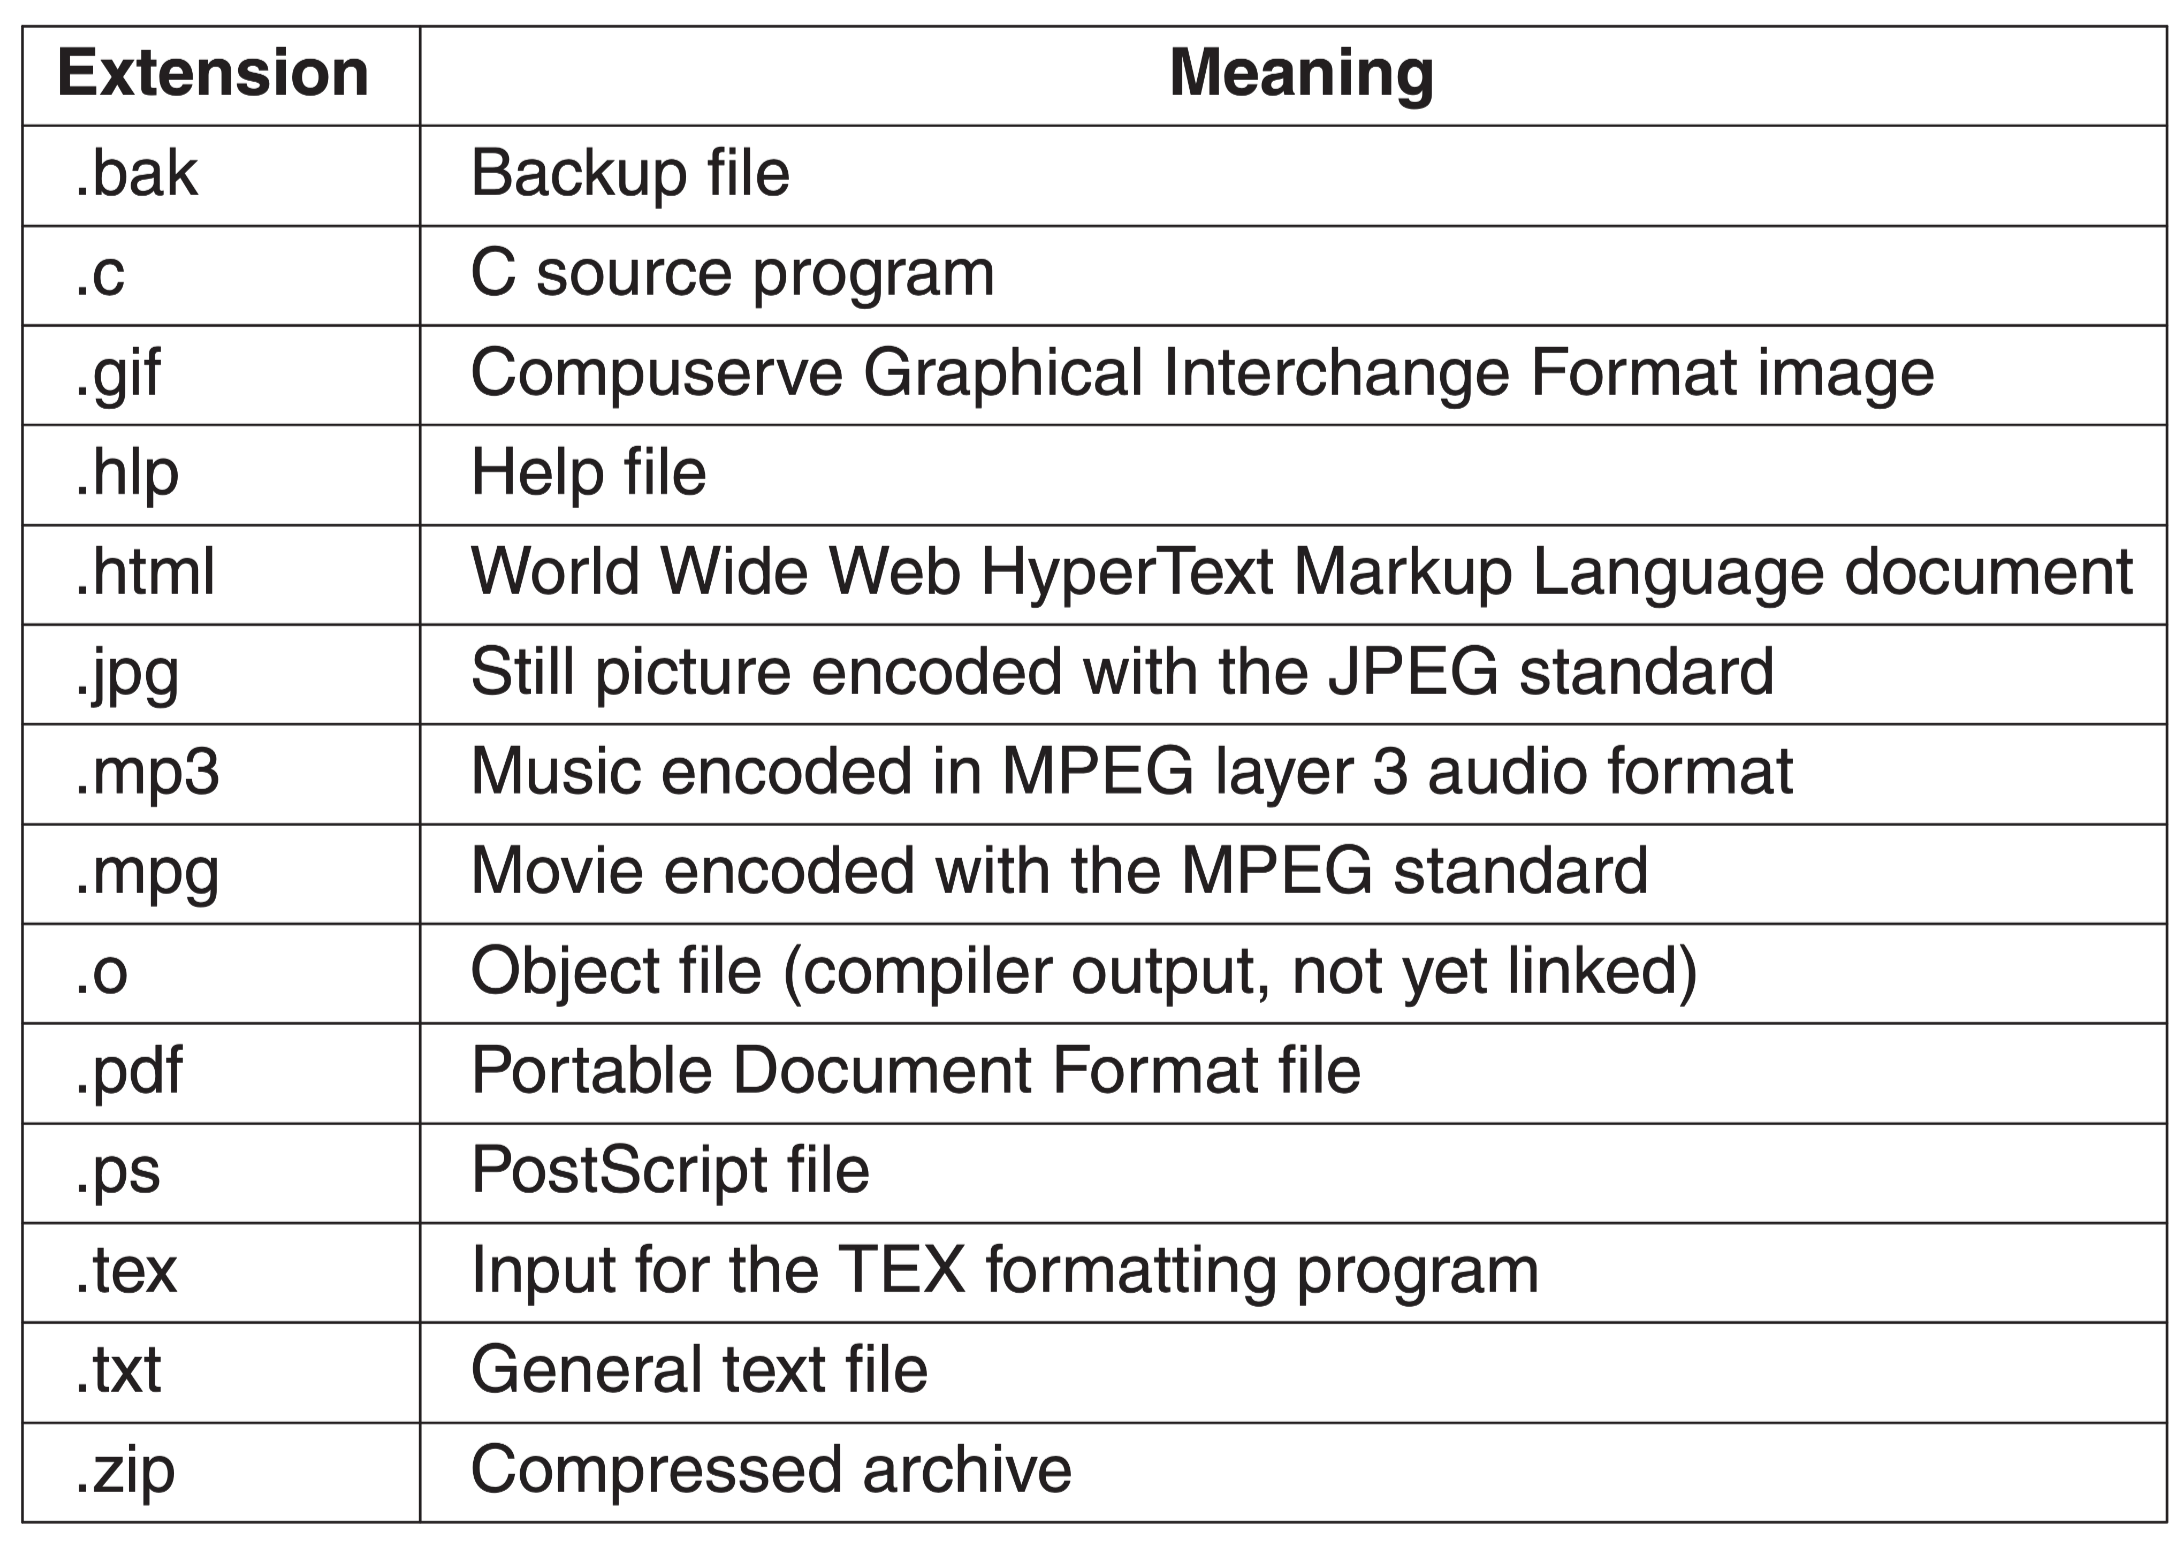 Extension Meaning
.bak Backup file
.c C source program
.gif Compuserve Graphical Interchange Format image
.hlp Help file
.html World Wide Web HyperText Markup Language document
.jpg Still picture encoded with the JPEG standard
.mp3 Music encoded in MPEG layer 3 audio format
.mpg Movie encoded with the MPEG standard
.o Object file (compiler output, not yet linked)
.pdf Portable Document Format file
.ps PostScript file
.tex Input for the TEX formatting program
.txt General text file
.zip Compressed archive